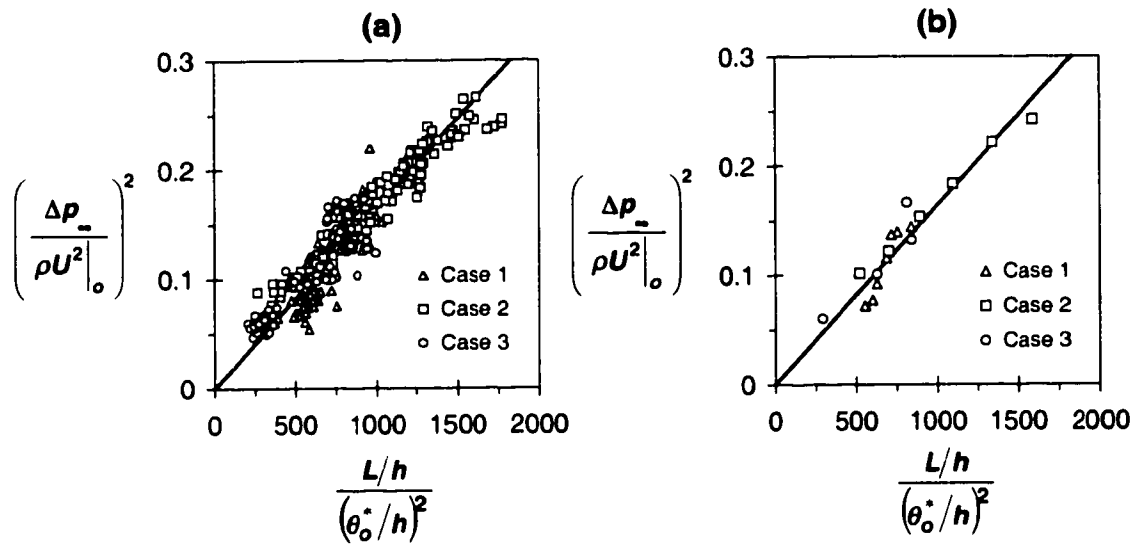 (a)
0.3
0.2
0.1
0
0 500 1000 1500 2000
(Δp∞ / ρU²|o)²
△ Case 1
□ Case 2
○ Case 3
L/h / (θo*/h)²
(b)
0.3
0.2
0.1
0
0 500 1000 1500 2000
(Δp∞ / ρU²|o)²
△ Case 1
□ Case 2
○ Case 3
L/h / (θo*/h)²